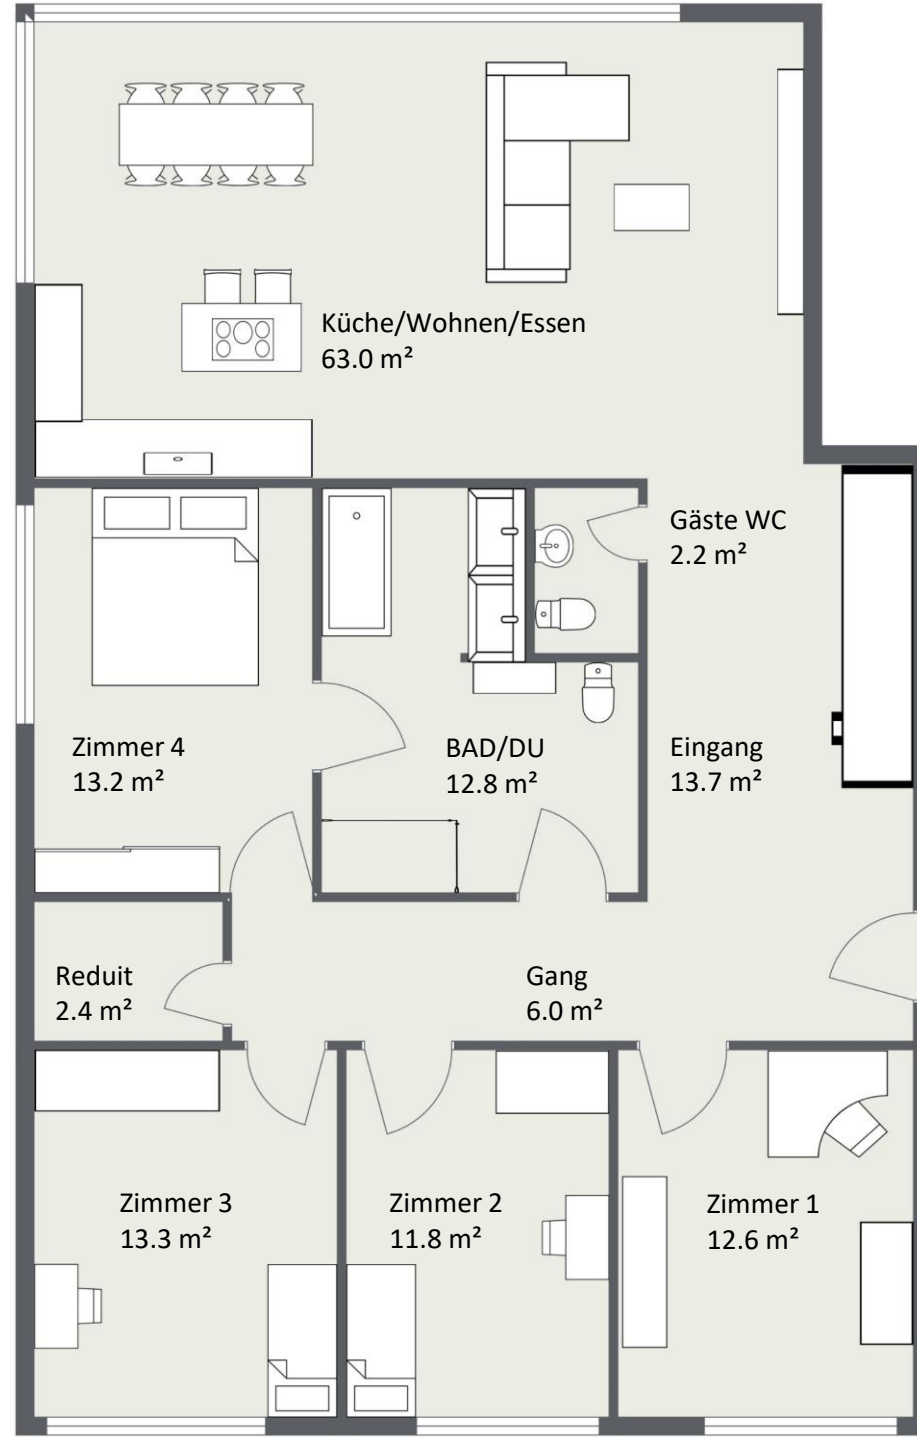 Küche/Wohnen/Essen
63.0 m²
Gäste WC
2.2 m²
Zimmer 4
13.2 m²
BAD/DU
12.8 m²
Eingang
13.7 m²
Reduit
2.4 m²
Gang
6.0 m²
Zimmer 3
13.3 m²
Zimmer 2
11.8 m²
Zimmer 1
12.6 m²